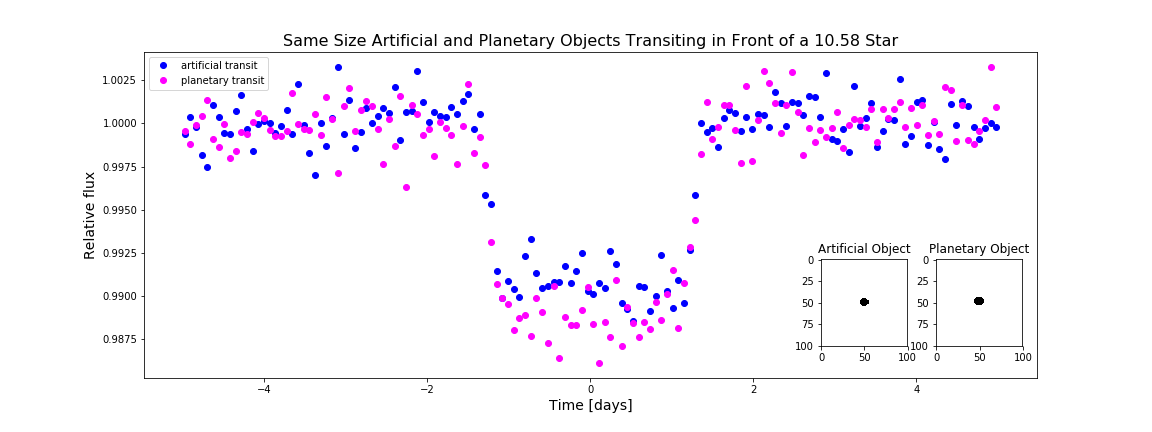 Same Size Artificial and Planetary Objects Transiting in Front of a 10.58 Star
artificial transit
planetary transit
1.0025
1.0000
0.9975
0.9950
0.9925
0.9900
0.9875
Relative flux
Artificial Object
Planetary Object
0
25
50
75
100
0 50 100
0
25
50
75
100
0 50 100
−4 −2 0 2 4
Time [days]